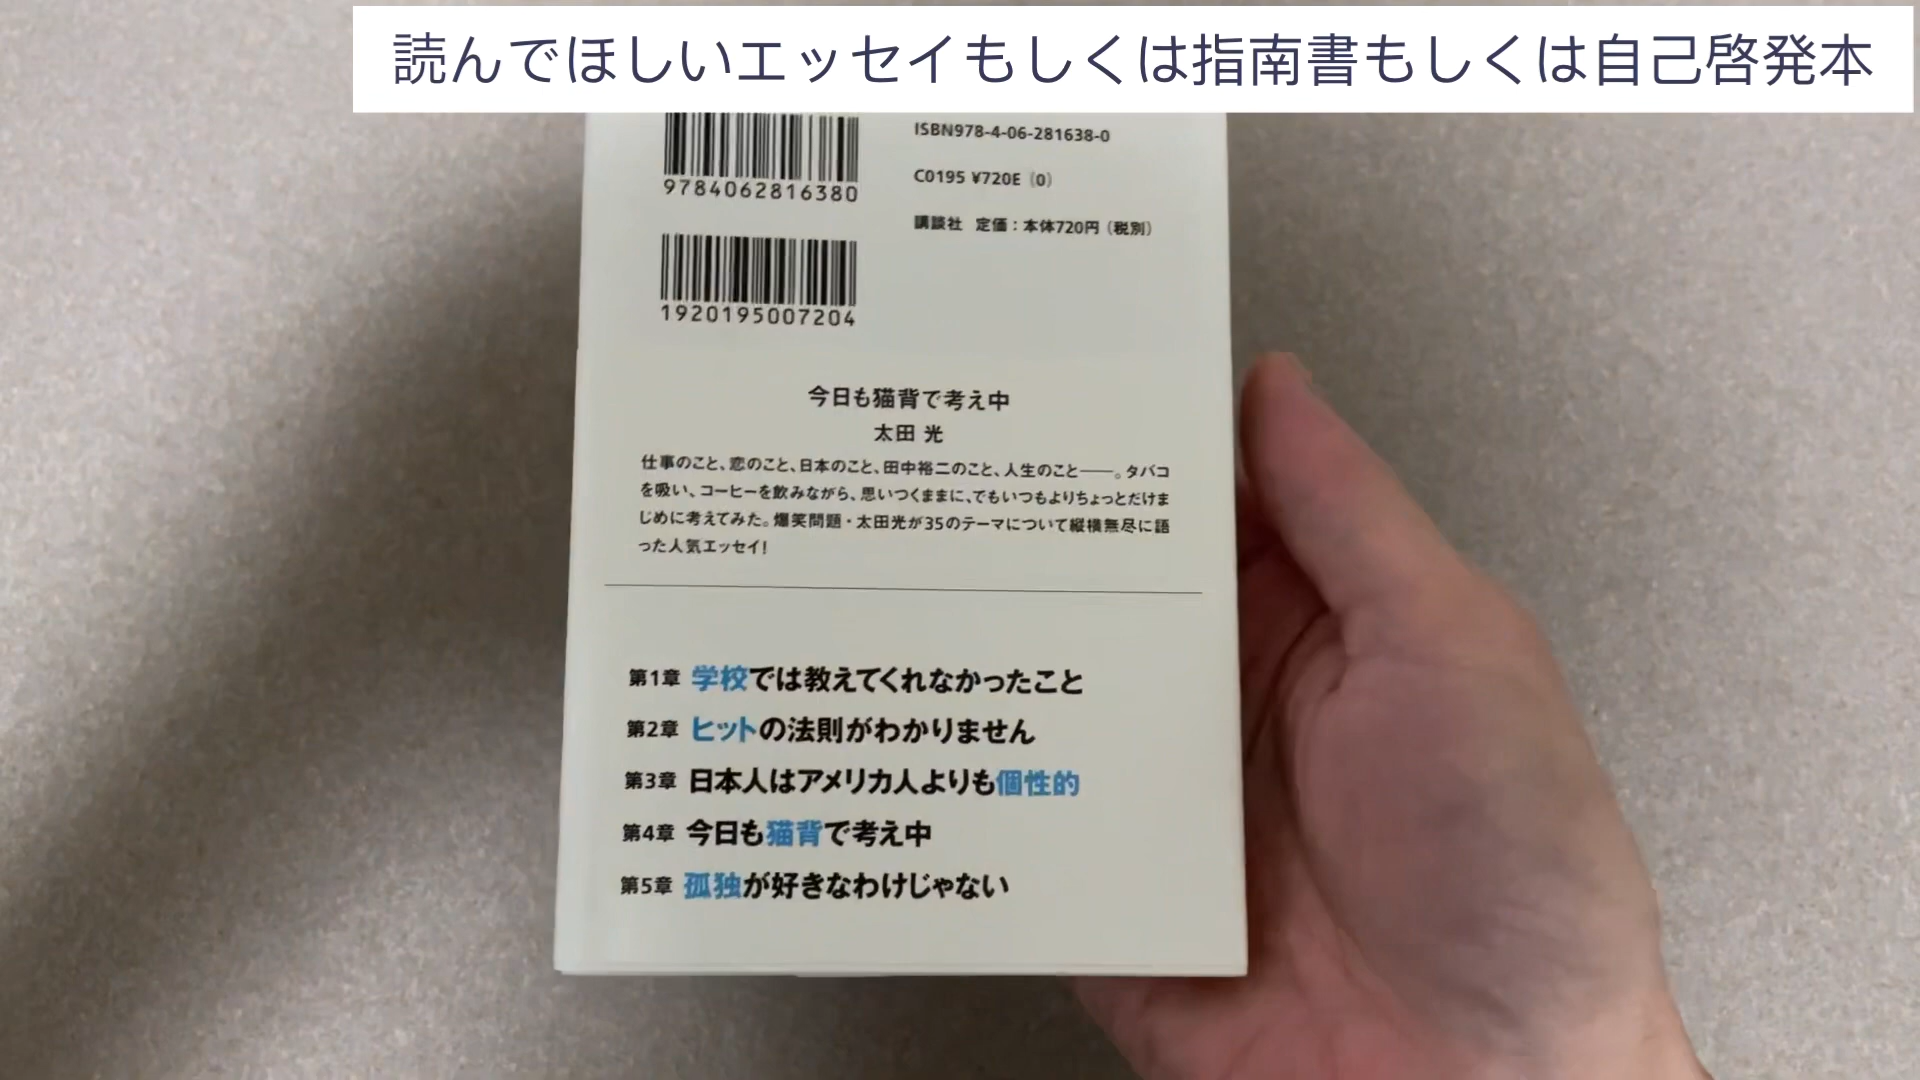 読んでほしいエッセイもしくは指南書もしくは自己啓発本
ISBN978-4-06-281638-0
9784062816380
C0195 ¥720E (0)
講談社 定価:本体720円(税別)
1920195007204
今日も猫背で考え中
太田 光
仕事のこと、恋のこと、日本のこと、田中裕二のこと、人生のこと――。タバコ
を吸い、コーヒーを飲みながら、思いつくままに、でもいつもよりちょっとだけま
じめに考えてみた。爆笑問題・太田光が35のテーマについて縦横無尽に語
った人気エッセイ!
第1章 学校では教えてくれなかったこと
第2章 ヒットの法則がわかりません
第3章 日本人はアメリカ人よりも個性的
第4章 今日も猫背で考え中
第5章 孤独が好きなわけじゃない